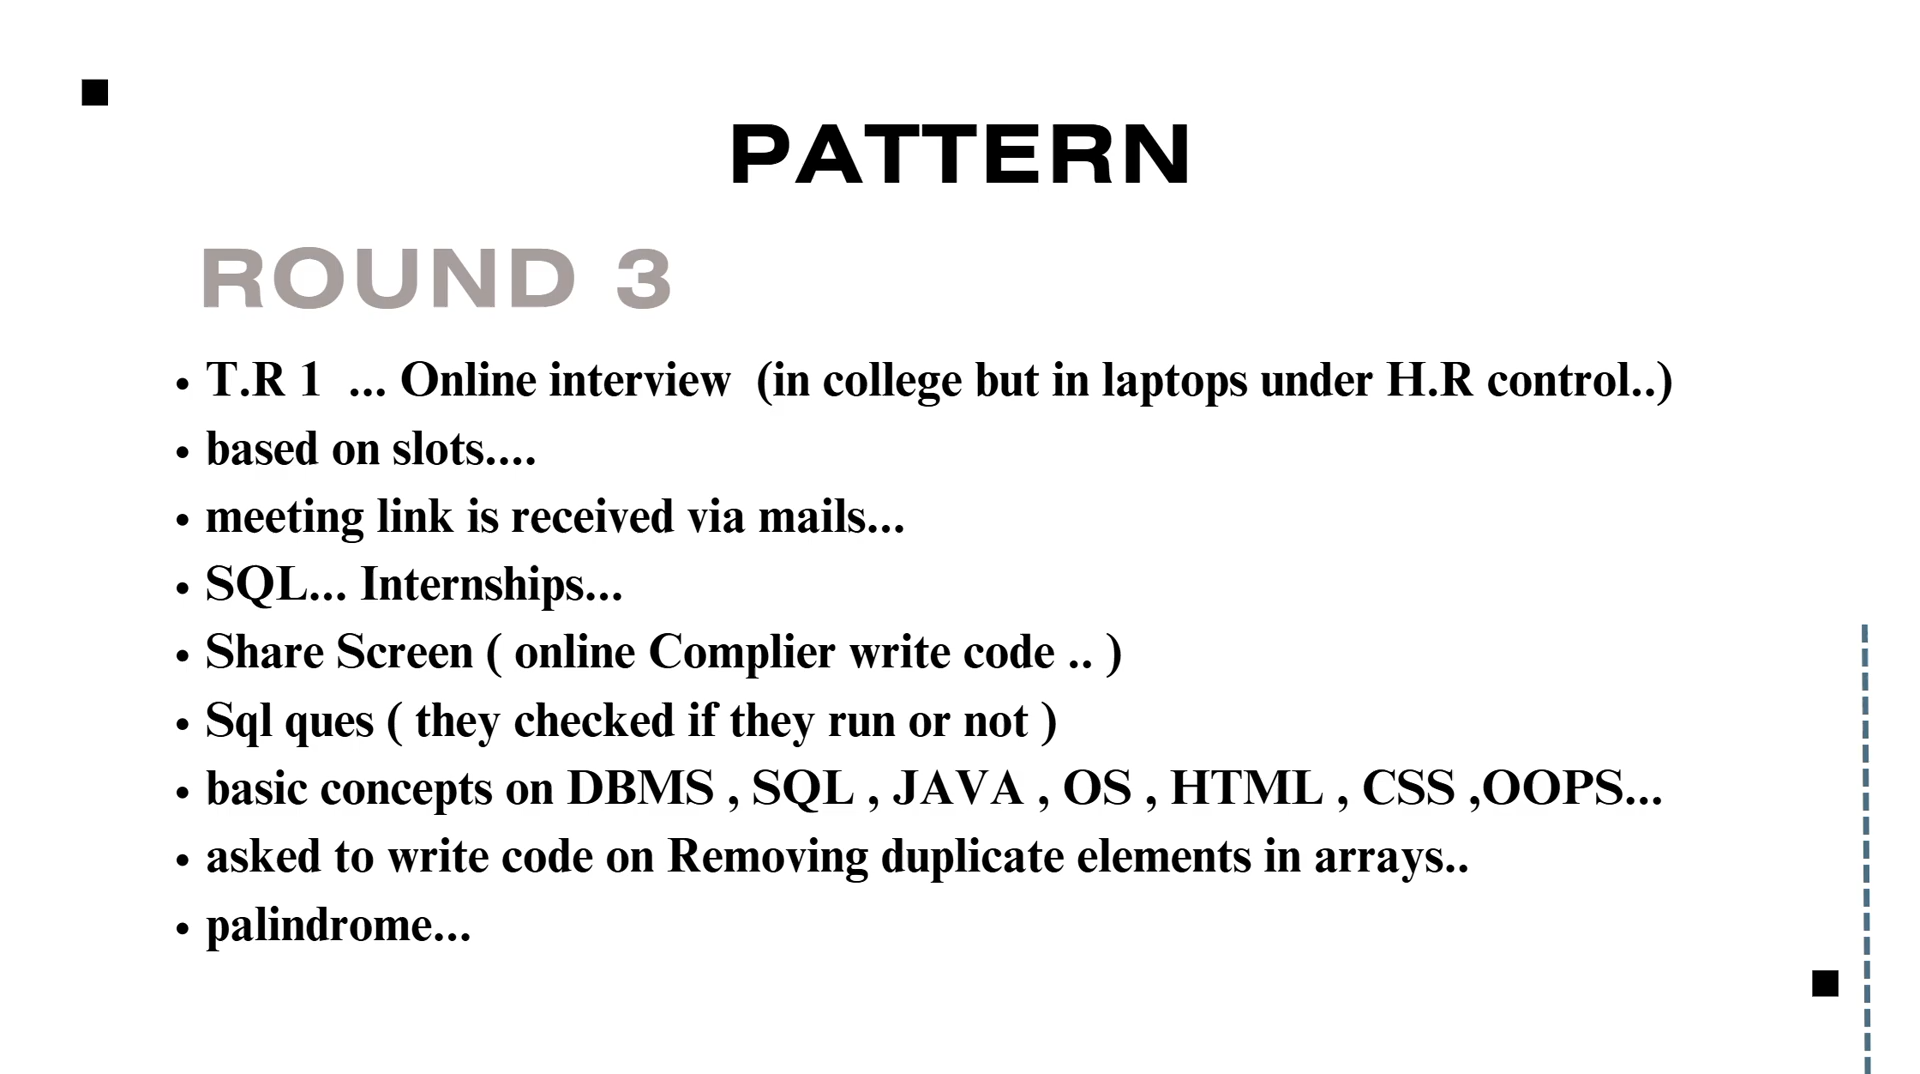 PATTERN
ROUND 3
• T.R 1 ... Online interview (in college but in laptops under H.R control..)
• based on slots....
• meeting link is received via mails...
• SQL... Internships...
• Share Screen ( online Complier write code .. )
• Sql ques ( they checked if they run or not )
• basic concepts on DBMS , SQL , JAVA , OS , HTML , CSS ,OOPS...
• asked to write code on Removing duplicate elements in arrays..
• palindrome...